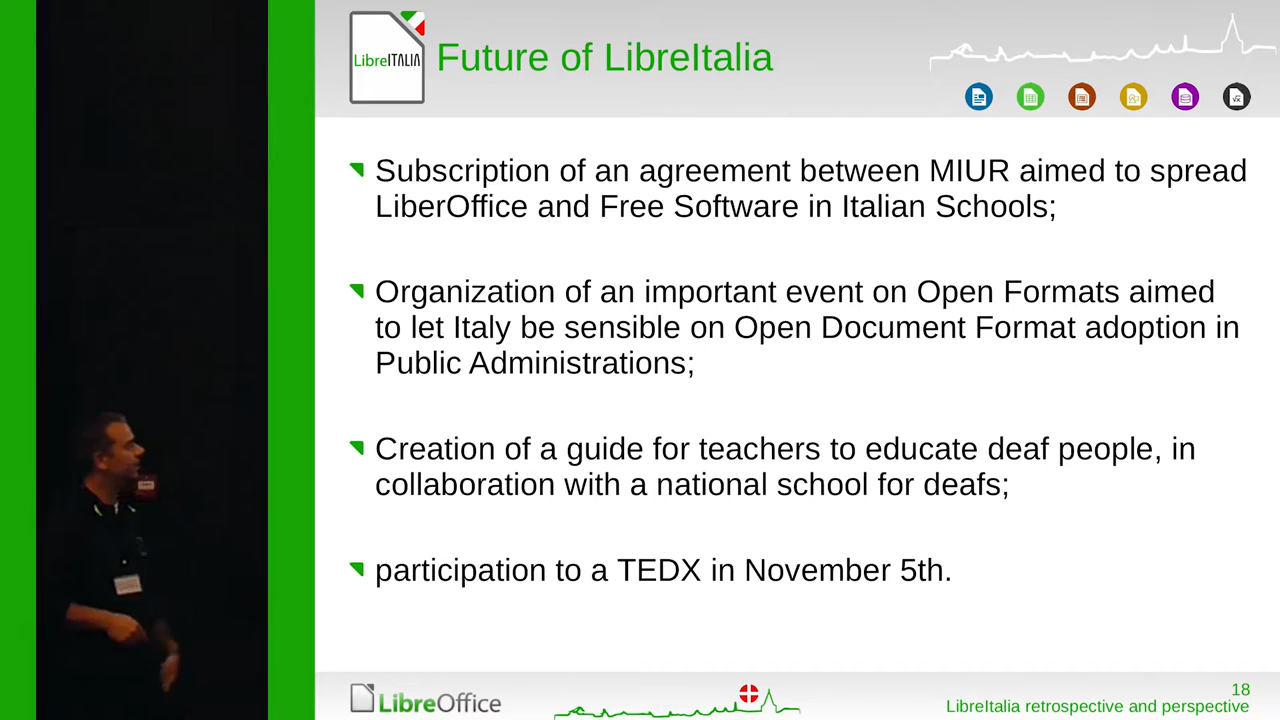 LibreITALIA
Future of LibreItalia
Subscription of an agreement between MIUR aimed to spread
LiberOffice and Free Software in Italian Schools;
Organization of an important event on Open Formats aimed
to let Italy be sensible on Open Document Format adoption in
Public Administrations;
Creation of a guide for teachers to educate deaf people, in
collaboration with a national school for deafs;
participation to a TEDX in November 5th.
LibreOffice
18
LibreItalia retrospective and perspective